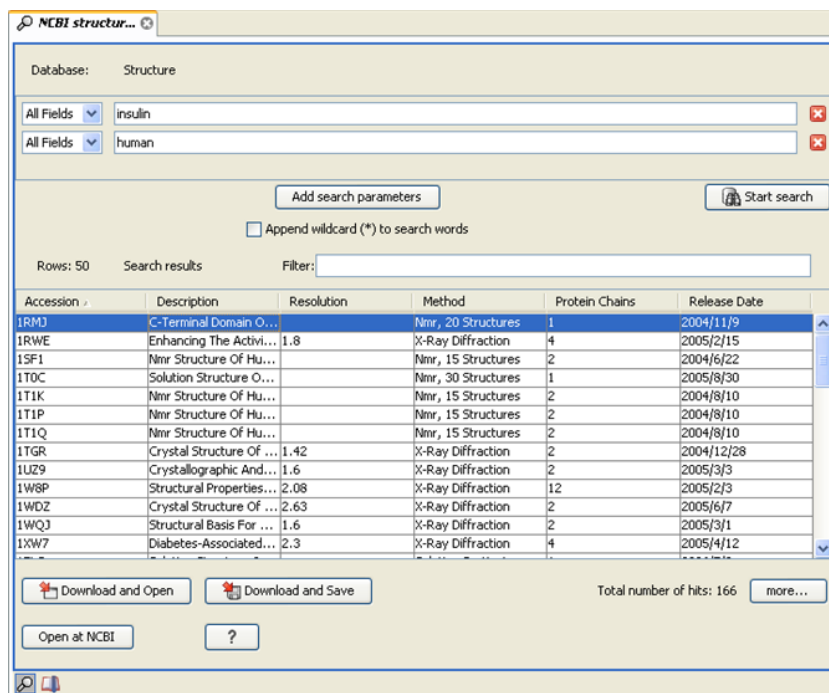 NCBI structur...
Database: Structure
All Fields insulin
All Fields human
Add search parameters Start search
Append wildcard (*) to search words
Rows: 50 Search results Filter:
Accession Description Resolution Method Protein Chains Release Date
1RMJ C-Terminal Domain O... Nmr, 20 Structures 1 2004/11/9
1RWE Enhancing The Activi... 1.8 X-Ray Diffraction 4 2005/2/15
1SF1 Nmr Structure Of Hu... Nmr, 15 Structures 2 2004/6/22
1T0C Solution Structure O... Nmr, 30 Structures 1 2005/8/30
1T1K Nmr Structure Of Hu... Nmr, 15 Structures 2 2004/8/10
1T1P Nmr Structure Of Hu... Nmr, 15 Structures 2 2004/8/10
1T1Q Nmr Structure Of Hu... Nmr, 15 Structures 2 2004/8/10
1TGR Crystal Structure Of ... 1.42 X-Ray Diffraction 2 2004/12/28
1UZ9 Crystallographic And... 1.6 X-Ray Diffraction 2 2005/3/3
1W8P Structural Properties... 2.08 X-Ray Diffraction 12 2005/2/3
1WDZ Crystal Structure Of ... 2.63 X-Ray Diffraction 2 2005/6/7
1WQJ Structural Basis For ... 1.6 X-Ray Diffraction 2 2005/3/1
1XW7 Diabetes-Associated... 2.3 X-Ray Diffraction 4 2005/4/12
Download and Open Download and Save Total number of hits: 166 more...
Open at NCBI ?